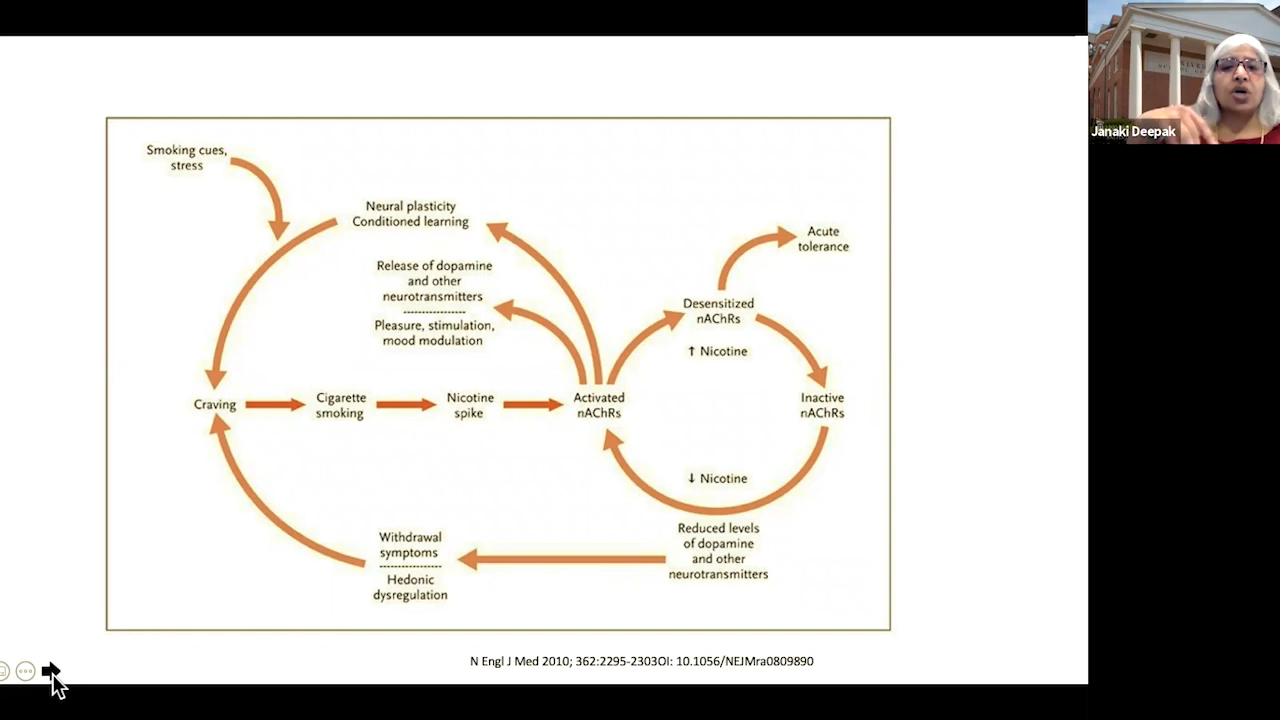 Smoking cues,
stress
Neural plasticity
Conditioned learning
Release of dopamine
and other
neurotransmitters
Pleasure, stimulation,
mood modulation
Acute
tolerance
Desensitized
nAChRs
↑ Nicotine
Craving
Cigarette
smoking
Nicotine
spike
Activated
nAChRs
Inactive
nAChRs
↓ Nicotine
Reduced levels
of dopamine
and other
neurotransmitters
Withdrawal
symptoms
Hedonic
dysregulation
N Engl J Med 2010; 362:2295-2303OI: 10.1056/NEJMra0809890
Janaki Deepak